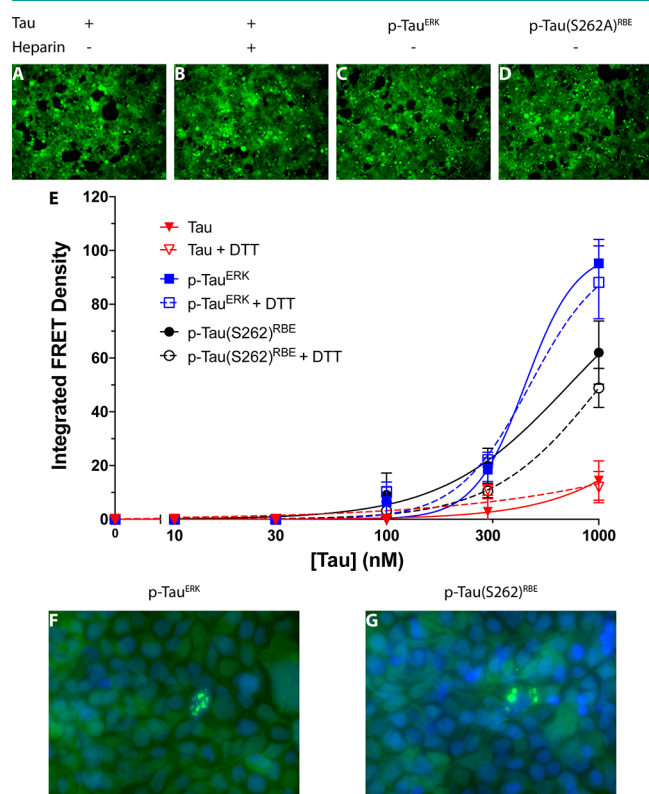 Tau + + p-Tau^ERK p-Tau(S262A)^RBE
Heparin - + - -
A B C D
E
120
100
80
60
40
20
0
Integrated FRET Density
Tau
Tau + DTT
p-Tau^ERK
p-Tau^ERK + DTT
p-Tau(S262)^RBE
p-Tau(S262)^RBE + DTT
0 10 30 100 300 1000
[Tau] (nM)
p-Tau^ERK p-Tau(S262)^RBE
F G